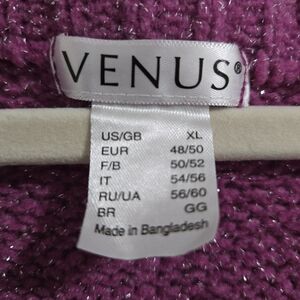 VENUS®
US/GB XL
EUR 48/50
F/B 50/52
IT 54/56
RU/UA 56/60
BR GG
Made in Bangladesh